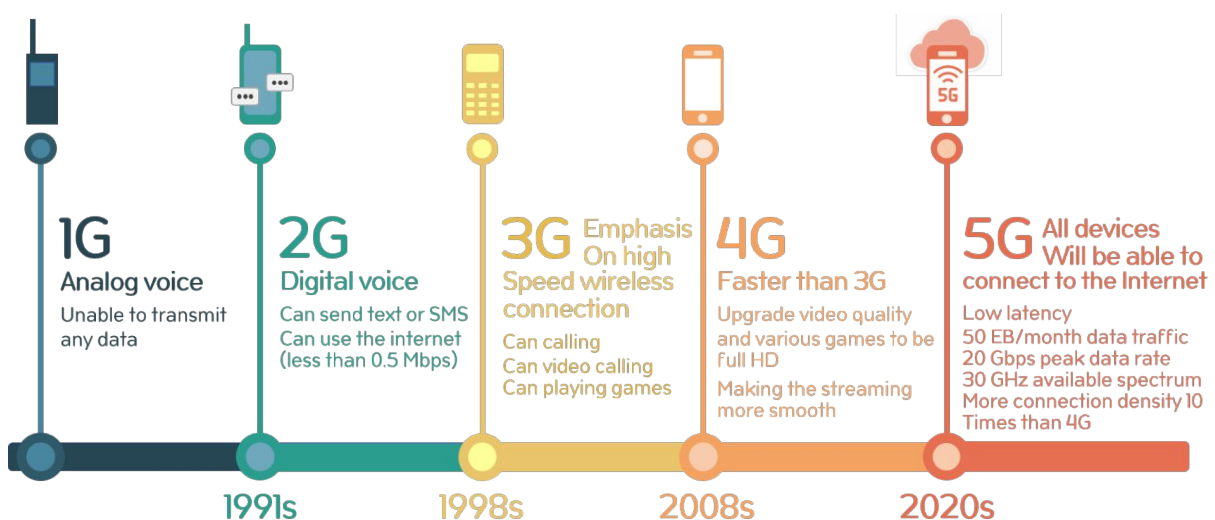 5G
1G
Analog voice
Unable to transmit
any data
2G
Digital voice
Can send text or SMS
Can use the internet
(less than 0.5 Mbps)
3G Emphasis
On high
Speed wireless
connection
Can calling
Can video calling
Can playing games
4G
Faster than 3G
Upgrade video quality
and various games to be
full HD
Making the streaming
more smooth
5G All devices
Will be able to
connect to the Internet
Low latency
50 EB/month data traffic
20 Gbps peak data rate
30 GHz available spectrum
More connection density 10
Times than 4G
1991s
1998s
2008s
2020s